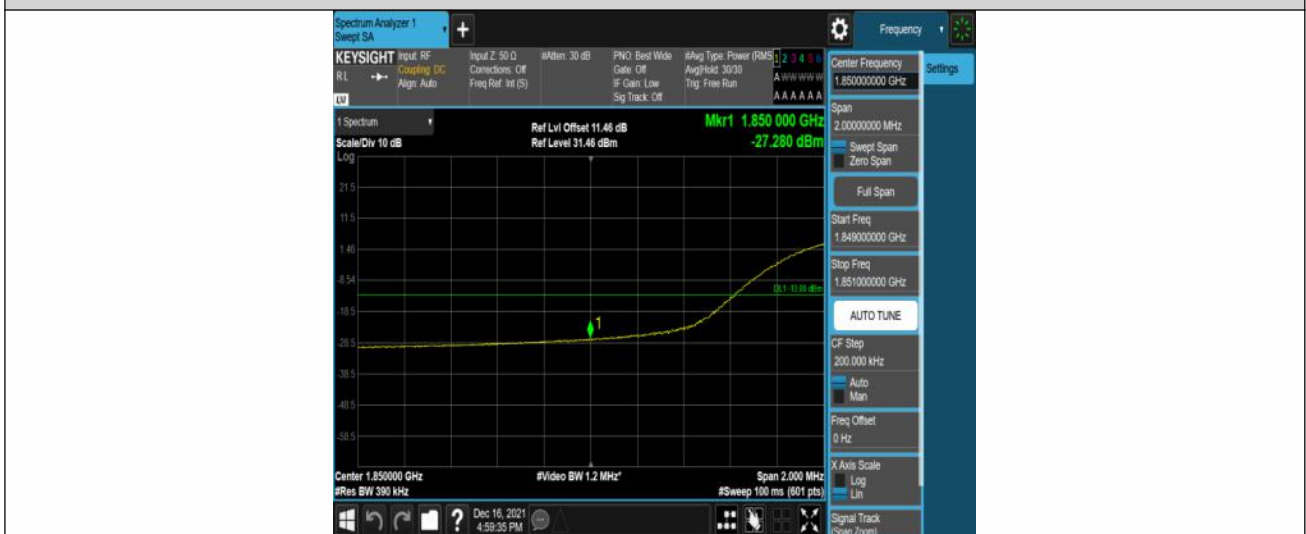 Spectrum Analyzer 1
Swept SA
+
Frequency
KEYSIGHT
Input: RF
Coupling: DC
Align: Auto
Input Z: 50 Ω
Corrections: Off
Freq Ref: Int (S)
#Atten: 30 dB
PNO: Best Wide
Gate: Off
IF Gain: Low
Sig Track: Off
#Avg Type: Power (RMS
Avg|Hold: 30/30
Trig: Free Run
1 2 3 4 5 6
A W W W W W
A A A A A A
R L
LXI
1 Spectrum
Scale/Div 10 dB
Log
Ref Lvl Offset 11.46 dB
Ref Level 31.46 dBm
Mkr1 1.850 000 GHz
-27.280 dBm
21.5
11.5
1.46
-8.54
-18.5
-28.5
-38.5
-48.5
-58.5
DL1 -13.00 dBm
1
Center 1.850000 GHz
#Res BW 390 kHz
#Video BW 1.2 MHz*
Span 2.000 MHz
#Sweep 100 ms (601 pts)
Dec 16, 2021
4:59:35 PM
?
Center Frequency
1.850000000 GHz
Settings
Span
2.00000000 MHz
Swept Span
Zero Span
Full Span
Start Freq
1.849000000 GHz
Stop Freq
1.851000000 GHz
AUTO TUNE
CF Step
200.000 kHz
Auto
Man
Freq Offset
0 Hz
X Axis Scale
Log
Lin
Signal Track
(Span Zoom)